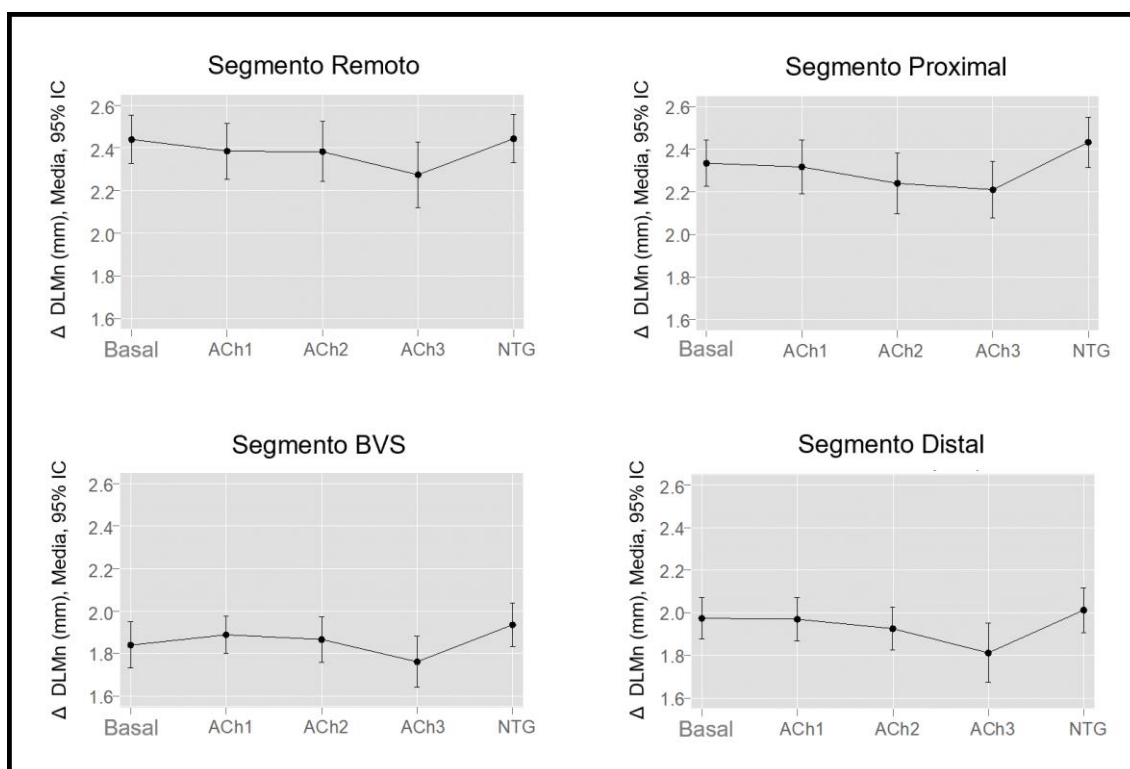 Segmento Remoto
Δ DLMn (mm), Media, 95% IC
2.6
2.4
2.2
2.0
1.8
1.6
Basal ACh1 ACh2 ACh3 NTG
Segmento Proximal
Δ DLMn (mm), Media, 95% IC
2.6
2.4
2.2
2.0
1.8
1.6
Basal ACh1 ACh2 ACh3 NTG
Segmento BVS
Δ DLMn (mm), Media, 95% IC
2.6
2.4
2.2
2.0
1.8
1.6
Basal ACh1 ACh2 ACh3 NTG
Segmento Distal
Δ DLMn (mm), Media, 95% IC
2.6
2.4
2.2
2.0
1.8
1.6
Basal ACh1 ACh2 ACh3 NTG